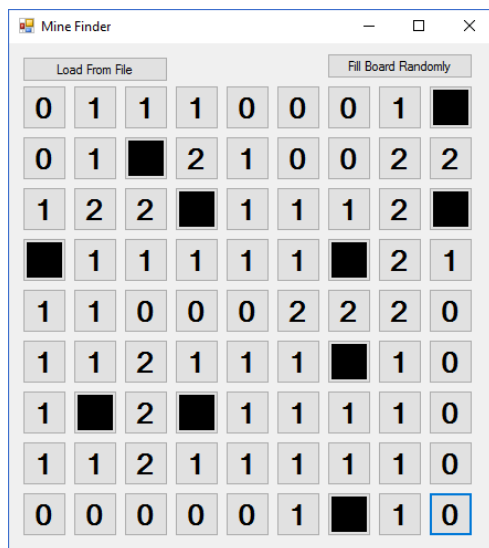 Mine Finder
Load From File Fill Board Randomly
0 1 1 1 0 0 0 1
0 1 2 1 0 0 2 2
1 2 2 1 1 1 2
1 1 1 1 1 2 1
1 1 0 0 0 2 2 2 0
1 1 2 1 1 1 1 0
1 2 1 1 1 1 0
1 1 2 1 1 1 1 1 0
0 0 0 0 0 1 1 0